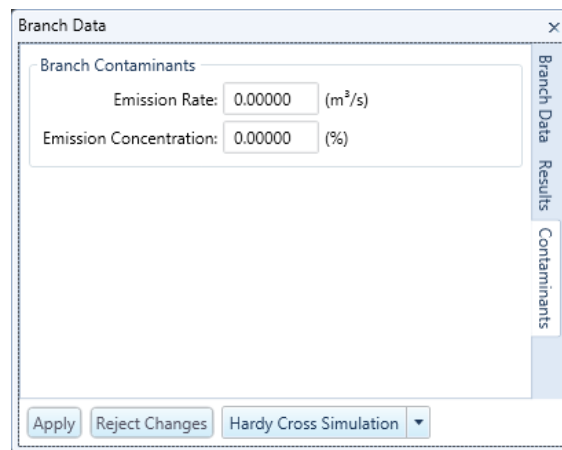 Branch Data
Branch Contaminants
Emission Rate: 0.00000 (m³/s)
Emission Concentration: 0.00000 (%)
Branch Data
Results
Contaminants
Apply Reject Changes Hardy Cross Simulation